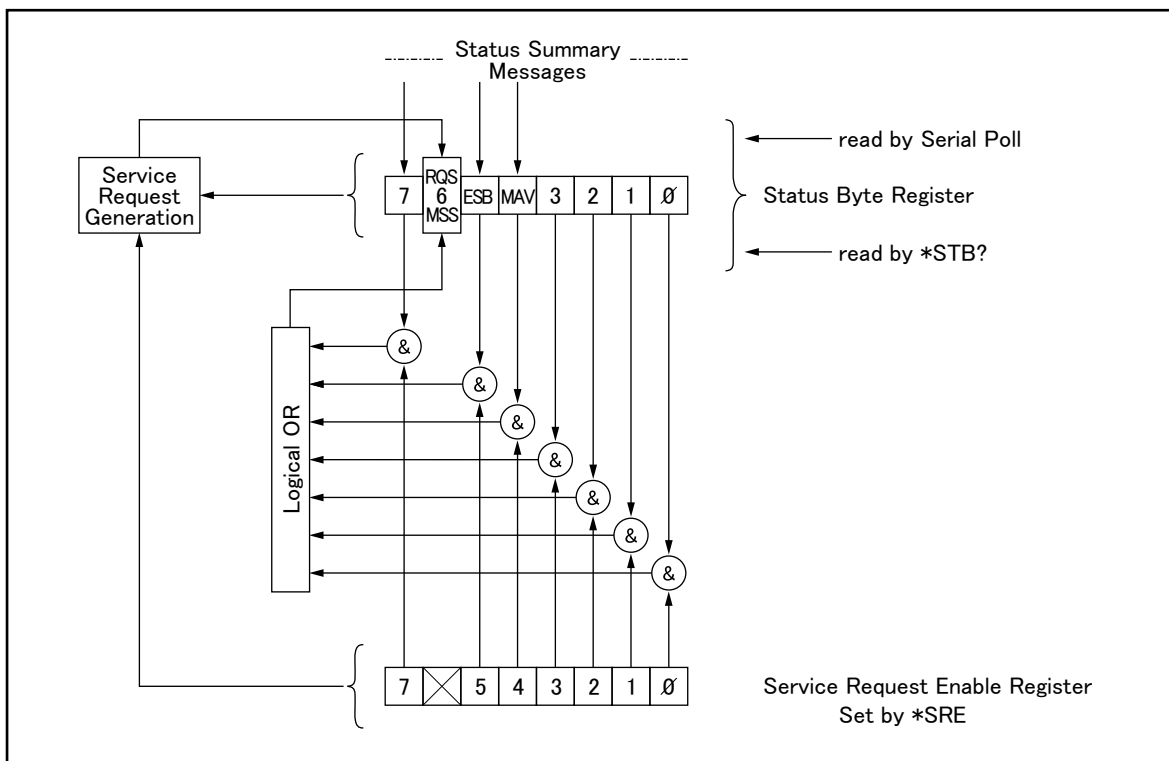 Status Summary
Messages
read by Serial Poll
Service
Request
Generation
RQS
7 6 ESB MAV 3 2 1 0
MSS
Status Byte Register
read by *STB?
&
&
&
&
&
&
&
Logical OR
7 5 4 3 2 1 0
Service Request Enable Register
Set by *SRE